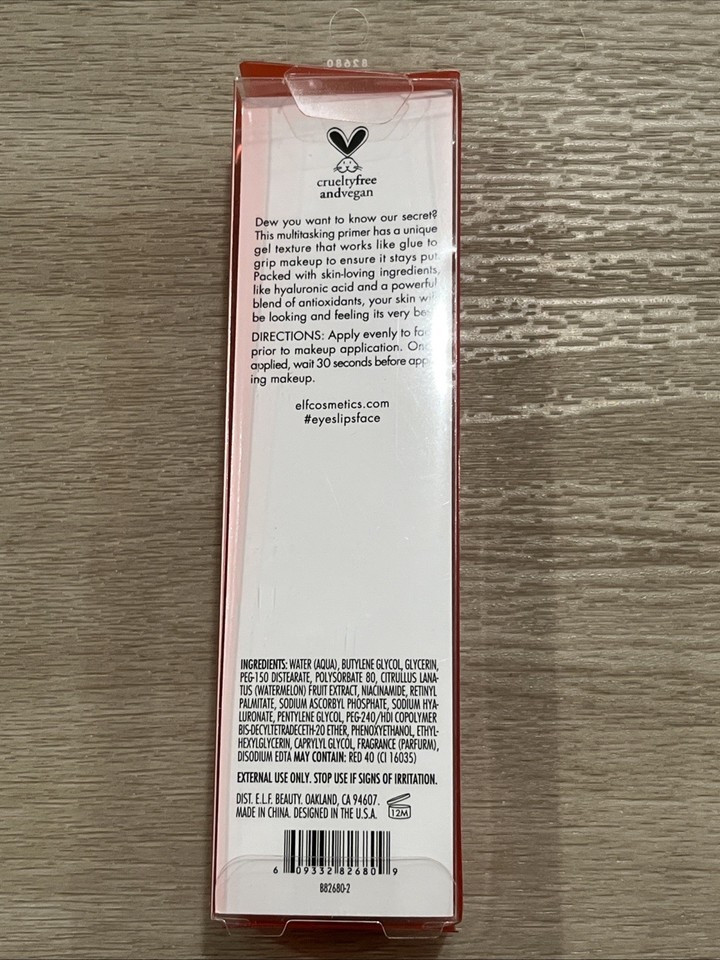 82680
crueltyfree
andvegan
Dew you want to know our secret?
This multitasking primer has a unique
gel texture that works like glue to
grip makeup to ensure it stays put.
Packed with skin-loving ingredients,
like hyaluronic acid and a powerful
blend of antioxidants, your skin
be looking and feeling its very
DIRECTIONS: Apply evenly to
prior to makeup application.
applied, wait 30 seconds before
ing makeup.
elfcosmetics.com
#eyeslipsface
INGREDIENTS: WATER (AQUA), BUTYLENE GLYCOL, GLYCERIN,
PEG-150 DISTEARATE, POLYSORBATE 80, CITRULLUS LANA-
TUS (WATERMELON) FRUIT EXTRACT, NIACINAMIDE, RETINYL
PALMITATE, SODIUM ASCORBYL PHOSPHATE, SODIUM HYA-
LURONATE, PENTYLENE GLYCOL, PEG-240/HDI COPOLYMER
BIS-DECYLTETRADECETH-20 ETHER, PHENOXYETHANOL, ETHYL-
HEXYLGLYCERIN, CAPRYLYL GLYCOL, FRAGRANCE (PARFUM),
DISODIUM EDTA MAY CONTAIN: RED 40 (CI 16035)
EXTERNAL USE ONLY. STOP USE IF SIGNS OF IRRITATION.
DIST. E.L.F. BEAUTY. OAKLAND, CA 94607.
MADE IN CHINA. DESIGNED IN THE U.S.A.
12M
6 09332 82680 9
B82680-2